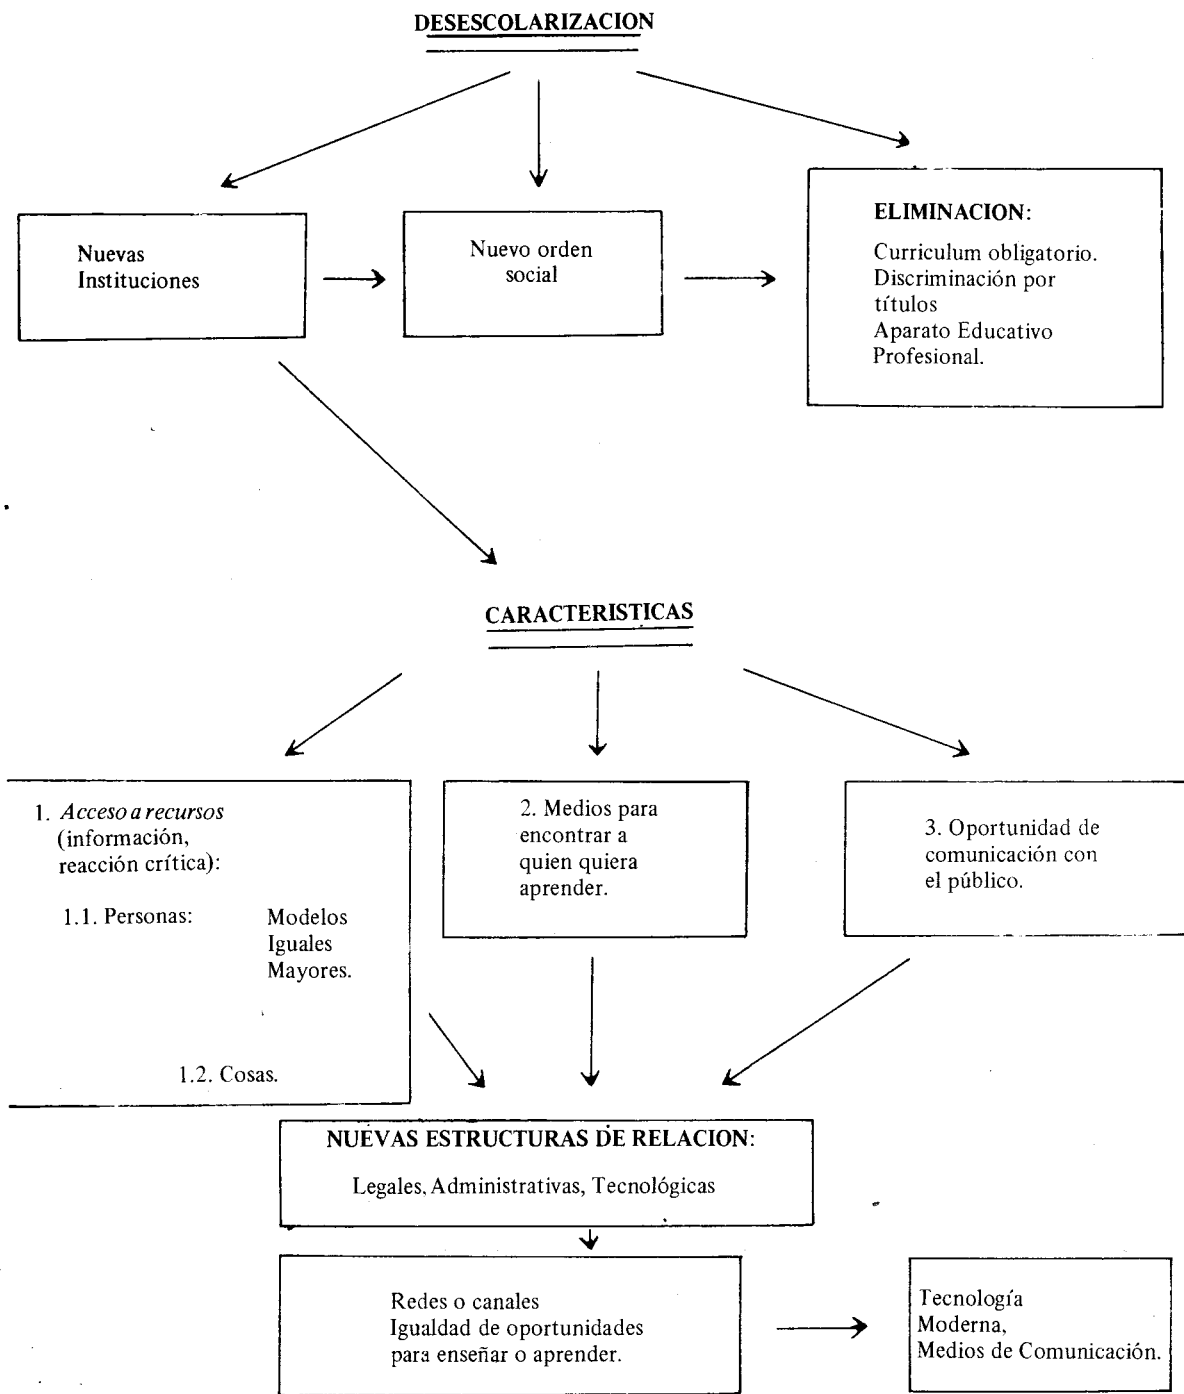 DESESCOLARIZACION
Nuevas
Instituciones
Nuevo orden
social
ELIMINACION:
Curriculum obligatorio.
Discriminación por
títulos
Aparato Educativo
Profesional.
CARACTERISTICAS
1. Acceso a recursos
(información,
reacción crítica):
1.1. Personas: Modelos
Iguales
Mayores.
1.2. Cosas.
2. Medios para
encontrar a
quien quiera
aprender.
3. Oportunidad de
comunicación con
el público.
NUEVAS ESTRUCTURAS DE RELACION:
Legales, Administrativas, Tecnológicas
Redes o canales
Igualdad de oportunidades
para enseñar o aprender.
Tecnología
Moderna,
Medios de Comunicación.